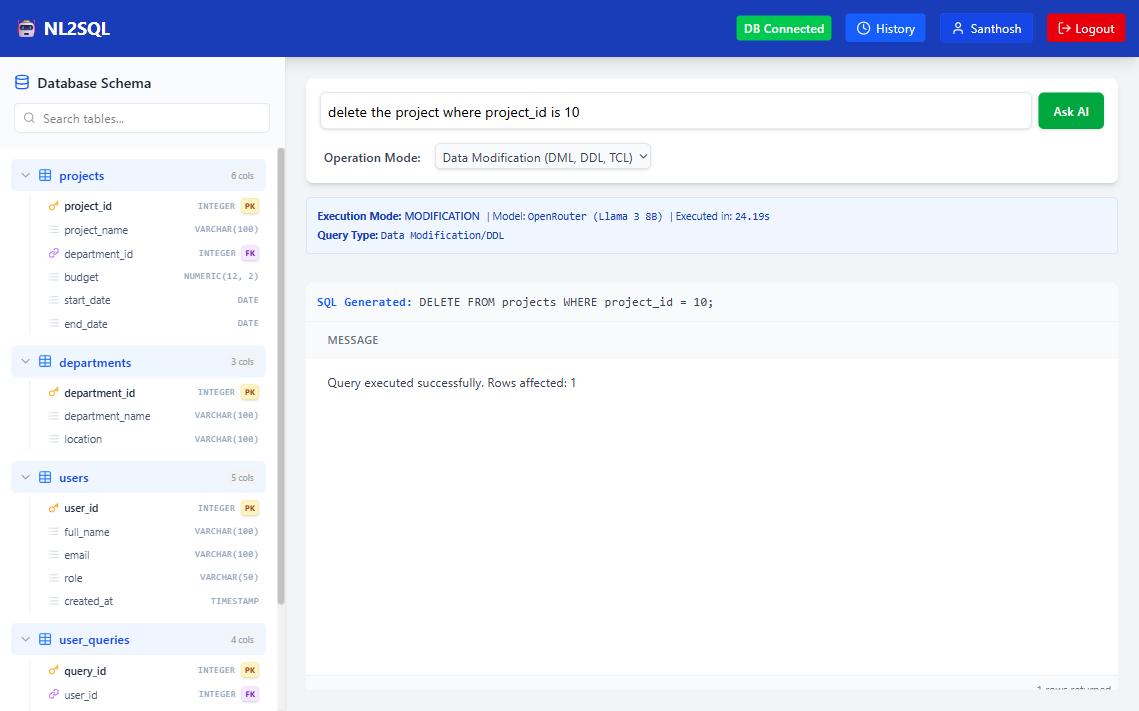 NL2SQL
DB Connected
History
Santhosh
Logout
Database Schema
Search tables...
projects 6 cols
project_id INTEGER PK
project_name VARCHAR(100)
department_id INTEGER FK
budget NUMERIC(12, 2)
start_date DATE
end_date DATE
departments 3 cols
department_id INTEGER PK
department_name VARCHAR(100)
location VARCHAR(100)
users 5 cols
user_id INTEGER PK
full_name VARCHAR(100)
email VARCHAR(100)
role VARCHAR(50)
created_at TIMESTAMP
user_queries 4 cols
query_id INTEGER PK
user_id INTEGER FK
delete the project where project_id is 10
Ask AI
Operation Mode: Data Modification (DML, DDL, TCL)
Execution Mode: MODIFICATION | Model: OpenRouter (Llama 3 8B) | Executed in: 24.19s
Query Type: Data Modification/DDL
SQL Generated: DELETE FROM projects WHERE project_id = 10;
MESSAGE
Query executed successfully. Rows affected: 1
1 rows returned